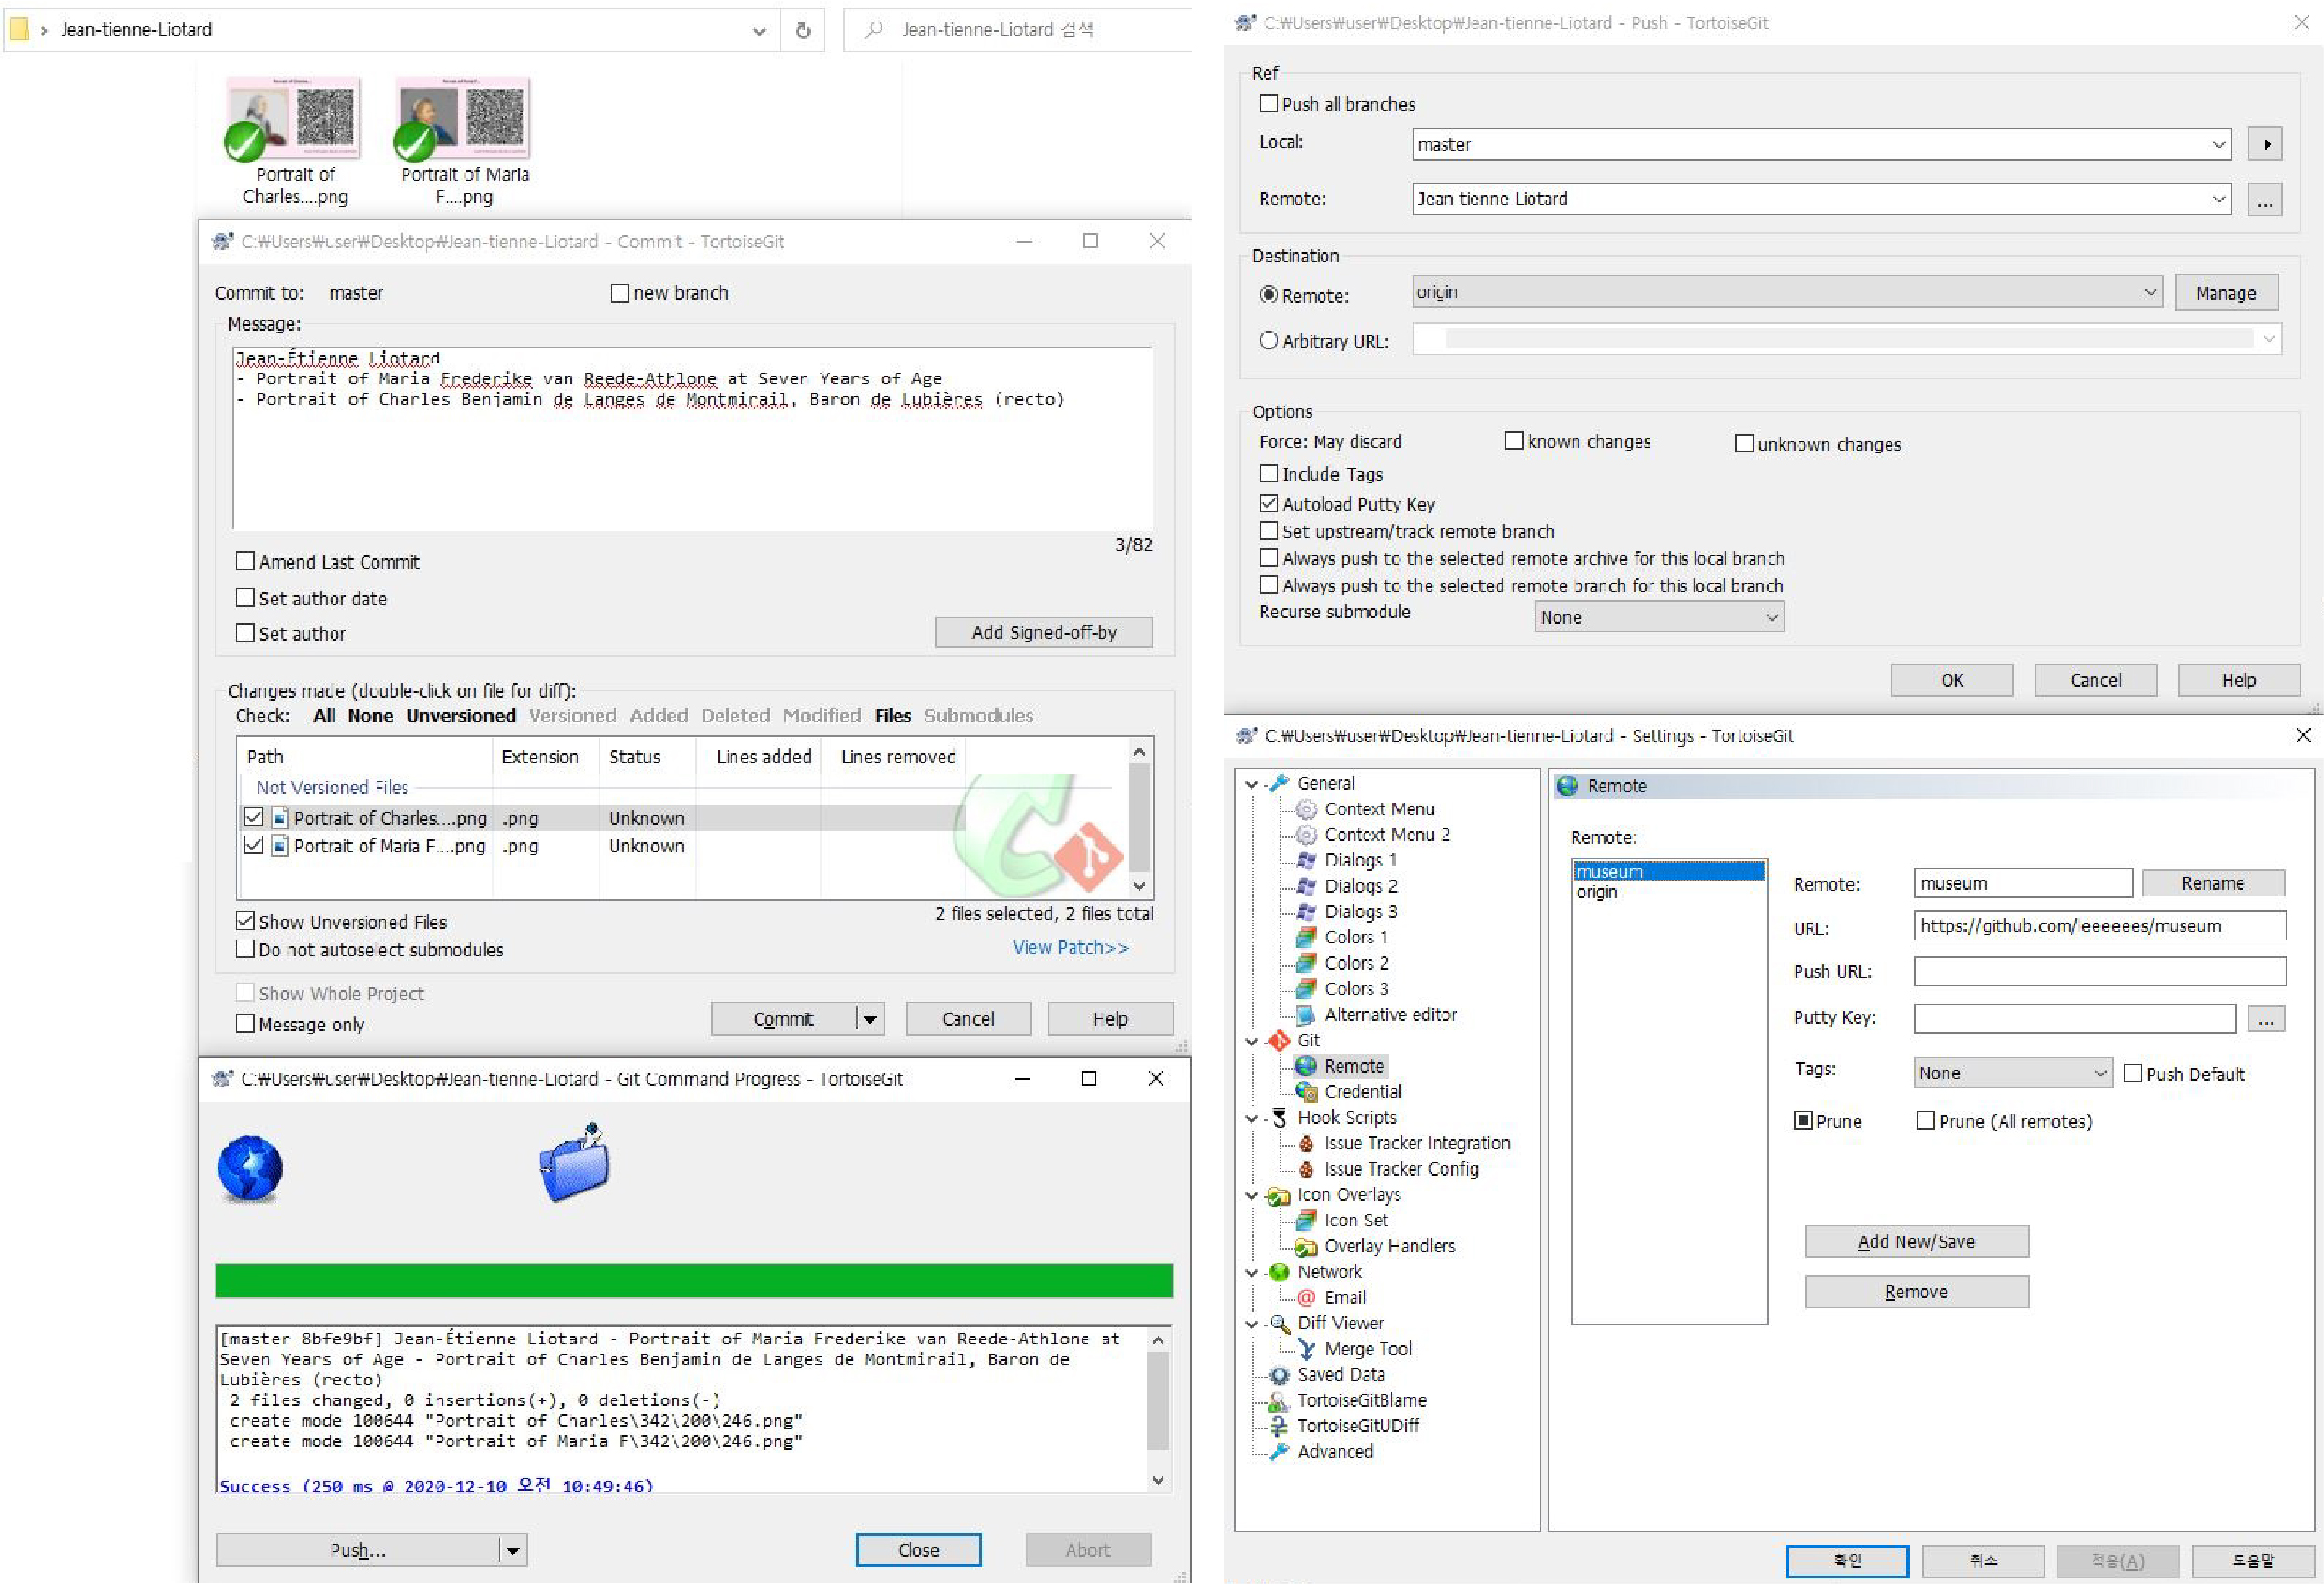 Jean-tienne-Liotard
Jean-tienne-Liotard 검색
Portrait of
Charles....png
Portrait of Maria
F....png
C:₩Users₩user₩Desktop₩Jean-tienne-Liotard - Commit - TortoiseGit
Commit to: master
new branch
Message:
Jean-Étienne Liotard
- Portrait of Maria Frederike van Reede-Athlone at Seven Years of Age
- Portrait of Charles Benjamin de Langes de Montmirail, Baron de Lubières (recto)
3/82
Amend Last Commit
Set author date
Set author
Add Signed-off-by
Changes made (double-click on file for diff):
Check: All None Unversioned Versioned Added Deleted Modified Files Submodules
Path Extension Status Lines added Lines removed
Not Versioned Files
Portrait of Charles....png .png Unknown
Portrait of Maria F....png .png Unknown
Show Unversioned Files
2 files selected, 2 files total
Do not autoselect submodules
View Patch>>
Show Whole Project
Message only
Commit
Cancel
Help
C:₩Users₩user₩Desktop₩Jean-tienne-Liotard - Git Command Progress - TortoiseGit
[master 8bfe9bf] Jean-Étienne Liotard - Portrait of Maria Frederike van Reede-Athlone at
Seven Years of Age - Portrait of Charles Benjamin de Langes de Montmirail, Baron de
Lubières (recto)
2 files changed, 0 insertions(+), 0 deletions(-)
create mode 100644 "Portrait of Charles\342\200\246.png"
create mode 100644 "Portrait of Maria F\342\200\246.png"
Success (250 ms @ 2020-12-10 오전 10:49:46)
Push...
Close
Abort
C:₩Users₩user₩Desktop₩Jean-tienne-Liotard - Push - TortoiseGit
Ref
Push all branches
Local: master
Remote: Jean-tienne-Liotard
...
Destination
Remote: origin
Manage
Arbitrary URL:
Options
Force: May discard
known changes
unknown changes
Include Tags
Autoload Putty Key
Set upstream/track remote branch
Always push to the selected remote archive for this local branch
Always push to the selected remote branch for this local branch
Recurse submodule None
OK
Cancel
Help
C:₩Users₩user₩Desktop₩Jean-tienne-Liotard - Settings - TortoiseGit
General
Context Menu
Context Menu 2
Dialogs 1
Dialogs 2
Dialogs 3
Colors 1
Colors 2
Colors 3
Alternative editor
Git
Remote
Credential
Hook Scripts
Issue Tracker Integration
Issue Tracker Config
Icon Overlays
Icon Set
Overlay Handlers
Network
Email
Diff Viewer
Merge Tool
Saved Data
TortoiseGitBlame
TortoiseGitUDiff
Advanced
Remote
Remote:
museum
origin
Remote: museum
Rename
URL: https://github.com/leeeeees/museum
Push URL:
Putty Key:
...
Tags: None
Push Default
Prune
Prune (All remotes)
Add New/Save
Remove
확인
취소
적용(A)
도움말